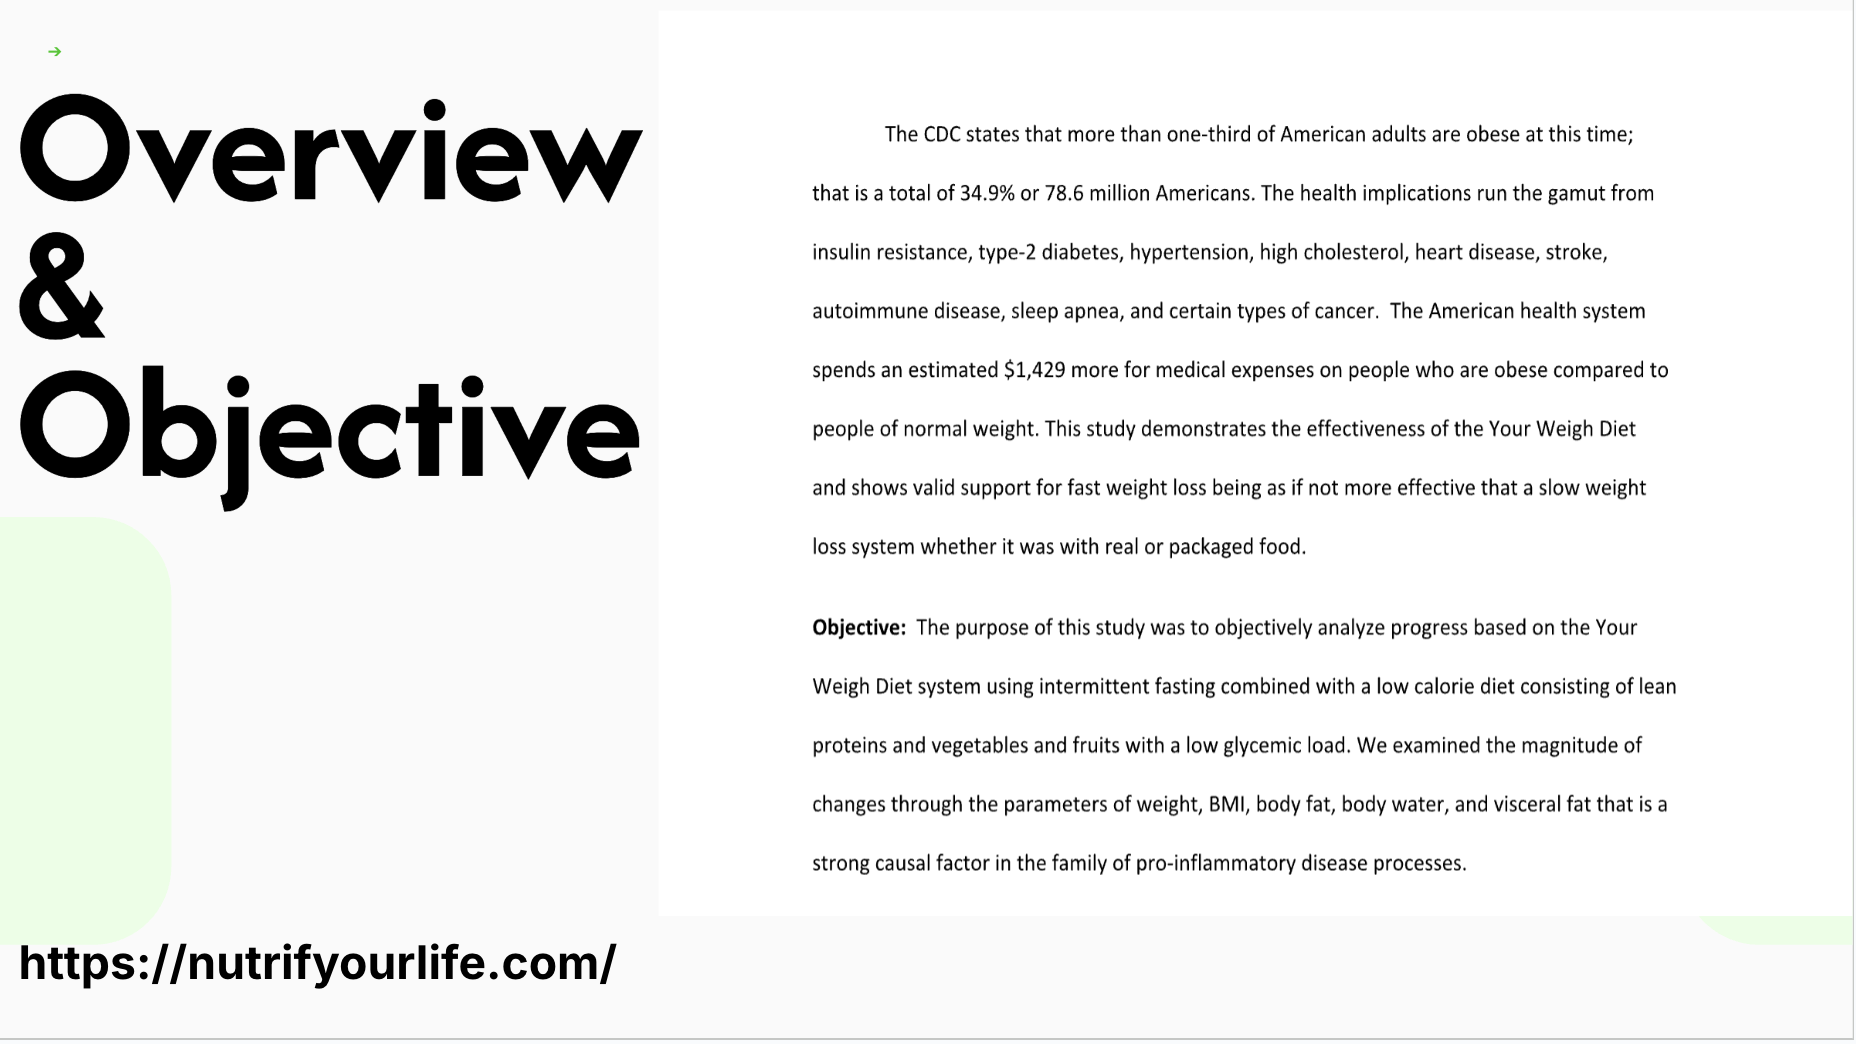 →
Overview
&
Objective
The CDC states that more than one-third of American adults are obese at this time;
that is a total of 34.9% or 78.6 million Americans. The health implications run the gamut from
insulin resistance, type-2 diabetes, hypertension, high cholesterol, heart disease, stroke,
autoimmune disease, sleep apnea, and certain types of cancer.  The American health system
spends an estimated $1,429 more for medical expenses on people who are obese compared to
people of normal weight. This study demonstrates the effectiveness of the Your Weigh Diet
and shows valid support for fast weight loss being as if not more effective that a slow weight
loss system whether it was with real or packaged food.
Objective:  The purpose of this study was to objectively analyze progress based on the Your
Weigh Diet system using intermittent fasting combined with a low calorie diet consisting of lean
proteins and vegetables and fruits with a low glycemic load. We examined the magnitude of
changes through the parameters of weight, BMI, body fat, body water, and visceral fat that is a
strong causal factor in the family of pro-inflammatory disease processes.
https://nutrifyourlife.com/